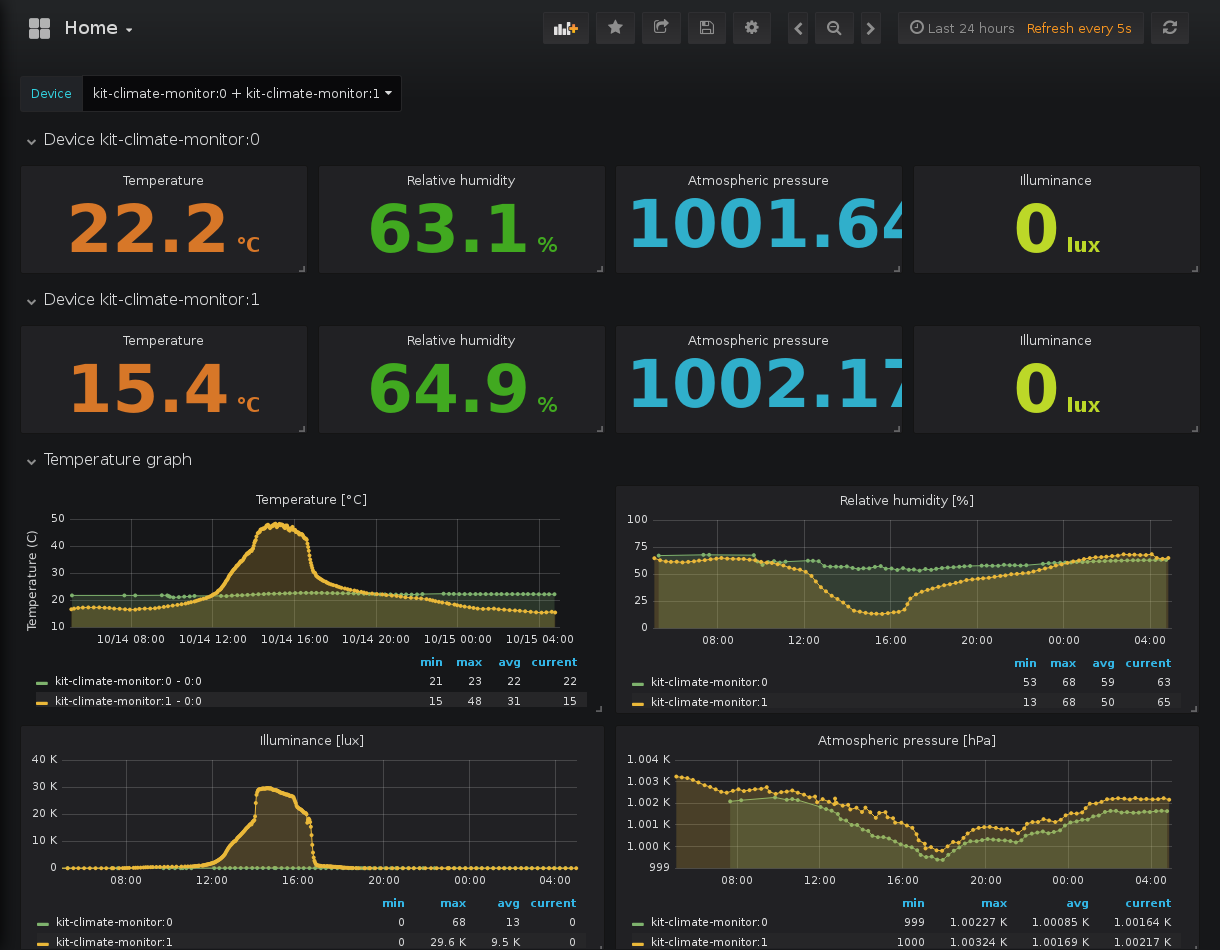 Home
Last 24 hours Refresh every 5s
Device kit-climate-monitor:0 + kit-climate-monitor:1
Device kit-climate-monitor:0
Temperature Relative humidity Atmospheric pressure Illuminance
22.2 °C 63.1 % 1001.64 0 lux
Device kit-climate-monitor:1
Temperature Relative humidity Atmospheric pressure Illuminance
15.4 °C 64.9 % 1002.17 0 lux
Temperature graph
Temperature [°C]
Temperature (C)
50
40
30
20
10
10/14 08:00 10/14 12:00 10/14 16:00 10/14 20:00 10/15 00:00 10/15 04:00
min max avg current
kit-climate-monitor:0 - 0:0 21 23 22 22
kit-climate-monitor:1 - 0:0 15 48 31 15
Relative humidity [%]
100
75
50
25
0
08:00 12:00 16:00 20:00 00:00 04:00
min max avg current
kit-climate-monitor:0 53 68 59 63
kit-climate-monitor:1 13 68 50 65
Illuminance [lux]
40 K
30 K
20 K
10 K
0
08:00 12:00 16:00 20:00 00:00 04:00
min max avg current
kit-climate-monitor:0 0 68 13 0
kit-climate-monitor:1 0 29.6 K 9.5 K 0
Atmospheric pressure [hPa]
1.004 K
1.003 K
1.002 K
1.001 K
1.000 K
999
08:00 12:00 16:00 20:00 00:00 04:00
min max avg current
kit-climate-monitor:0 999 1.00227 K 1.00085 K 1.00164 K
kit-climate-monitor:1 1000 1.00324 K 1.00169 K 1.00217 K